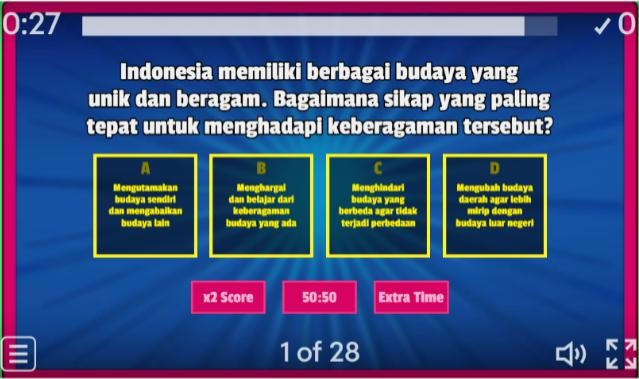 0:27
✓ 0
Indonesia memiliki berbagai budaya yang
unik dan beragam. Bagaimana sikap yang paling
tepat untuk menghadapi keberagaman tersebut?
A
Mengutamakan
budaya sendiri
dan mengabaikan
budaya lain
B
Menghargai
dan belajar dari
keberagaman
budaya yang ada
C
Menghindari
budaya yang
berbeda agar tidak
terjadi perbedaan
D
Mengubah budaya
daerah agar lebih
mirip dengan
budaya luar negeri
x2 Score
50:50
Extra Time
1 of 28